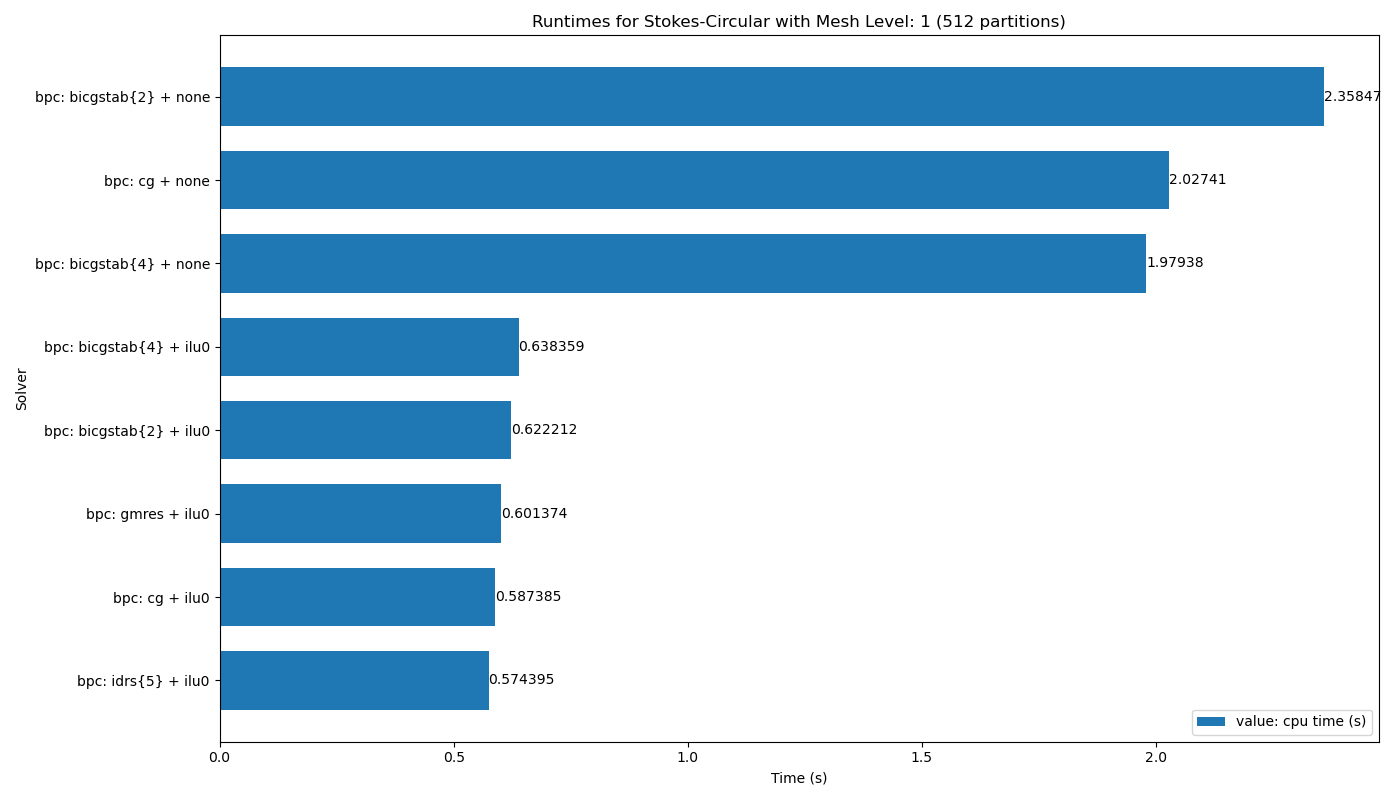 Runtimes for Stokes-Circular with Mesh Level: 1 (512 partitions)
bpc: bicgstab{2} + none
2.35847
bpc: cg + none
2.02741
bpc: bicgstab{4} + none
1.97938
bpc: bicgstab{4} + ilu0
0.638359
bpc: bicgstab{2} + ilu0
0.622212
bpc: gmres + ilu0
0.601374
bpc: cg + ilu0
0.587385
bpc: idrs{5} + ilu0
0.574395
Solver
value: cpu time (s)
0.0 0.5 1.0 1.5 2.0
Time (s)